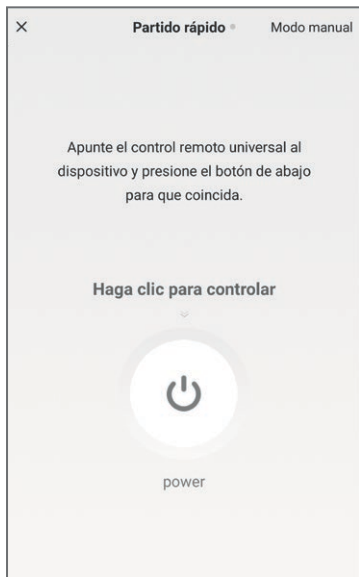 Partido rápido Modo manual
Apunte el control remoto universal al
dispositivo y presione el botón de abajo
para que coincida.
Haga clic para controlar
power